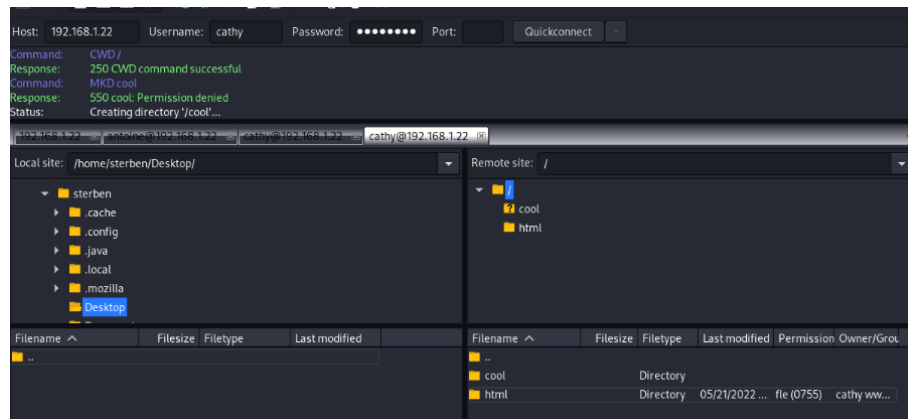 Host: 192.168.1.22 Username: cathy Password: ●●●●●●●● Port: Quickconnect
Command: CWD /
Response: 250 CWD command successful
Command: MKD cool
Response: 550 cool: Permission denied
Status: Creating directory '/cool'...
192.168.1.22 antoine@192.168.1.22 cathy@192.168.1.22 cathy@192.168.1.22
Local site: /home/sterben/Desktop/
sterben
.cache
.config
.java
.local
.mozilla
Desktop
Filename Filesize Filetype Last modified
..
Remote site: /
/
cool
html
Filename Filesize Filetype Last modified Permission Owner/Grou
..
cool Directory
html Directory 05/21/2022 ... fle (0755) cathy ww...